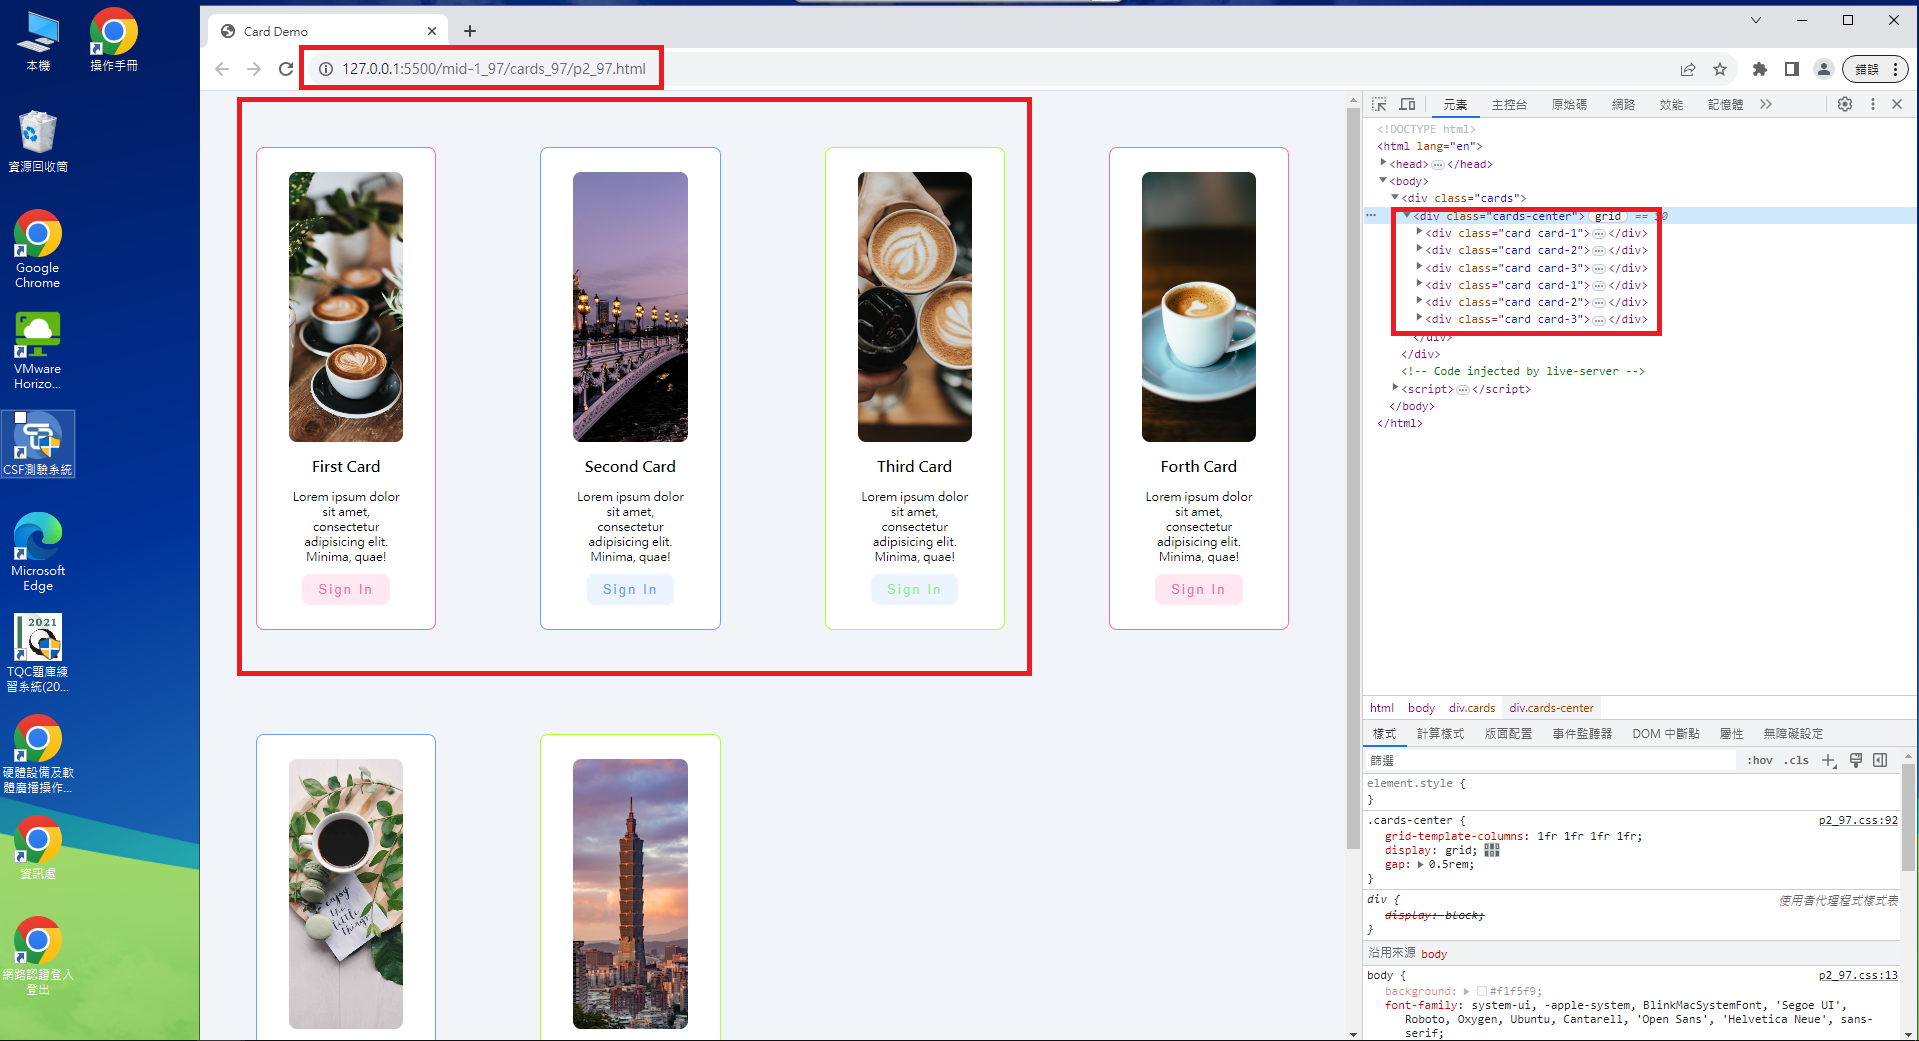 本機
操作手冊
資源回收筒
Google
Chrome
VMware
Horizo...
CSF測驗系統
Microsoft
Edge
2021
TQC題庫練
習系統(20...
硬體設備及軟
體廣播操作...
資訊處
網路認證登入
登出
Card Demo
127.0.0.1:5500/mid-1_97/cards_97/p2_97.html
錯誤
First Card
Lorem ipsum dolor
sit amet,
consectetur
adipisicing elit.
Minima, quae!
Sign In
Second Card
Lorem ipsum dolor
sit amet,
consectetur
adipisicing elit.
Minima, quae!
Sign In
Third Card
Lorem ipsum dolor
sit amet,
consectetur
adipisicing elit.
Minima, quae!
Sign In
Forth Card
Lorem ipsum dolor
sit amet,
consectetur
adipisicing elit.
Minima, quae!
Sign In
enjoy
the
little
things
元素 主控台 原始碼 網路 效能 記憶體
<!DOCTYPE html>
<html lang="en">
<head>…</head>
<body>
<div class="cards">
<div class="cards-center"> grid ==
<div class="card card-1">…</div>
<div class="card card-2">…</div>
<div class="card card-3">…</div>
<div class="card card-1">…</div>
<div class="card card-2">…</div>
<div class="card card-3">…</div>
</div>
</div>
<!-- Code injected by live-server -->
<script>…</script>
</body>
</html>
html body div.cards div.cards-center
樣式 計算樣式 版面配置 事件監聽器 DOM 中斷點 屬性 無障礙設定
篩選 :hov .cls
element.style {
}
.cards-center { p2_97.css:92
grid-template-columns: 1fr 1fr 1fr 1fr;
display: grid;
gap: 0.5rem;
}
div { 使用者代理程式樣式表
display: block;
}
沿用來源 body
body { p2_97.css:13
background: #f1f5f9;
font-family: system-ui, -apple-system, BlinkMacSystemFont, 'Segoe UI',
Roboto, Oxygen, Ubuntu, Cantarell, 'Open Sans', 'Helvetica Neue', sans-
serif;